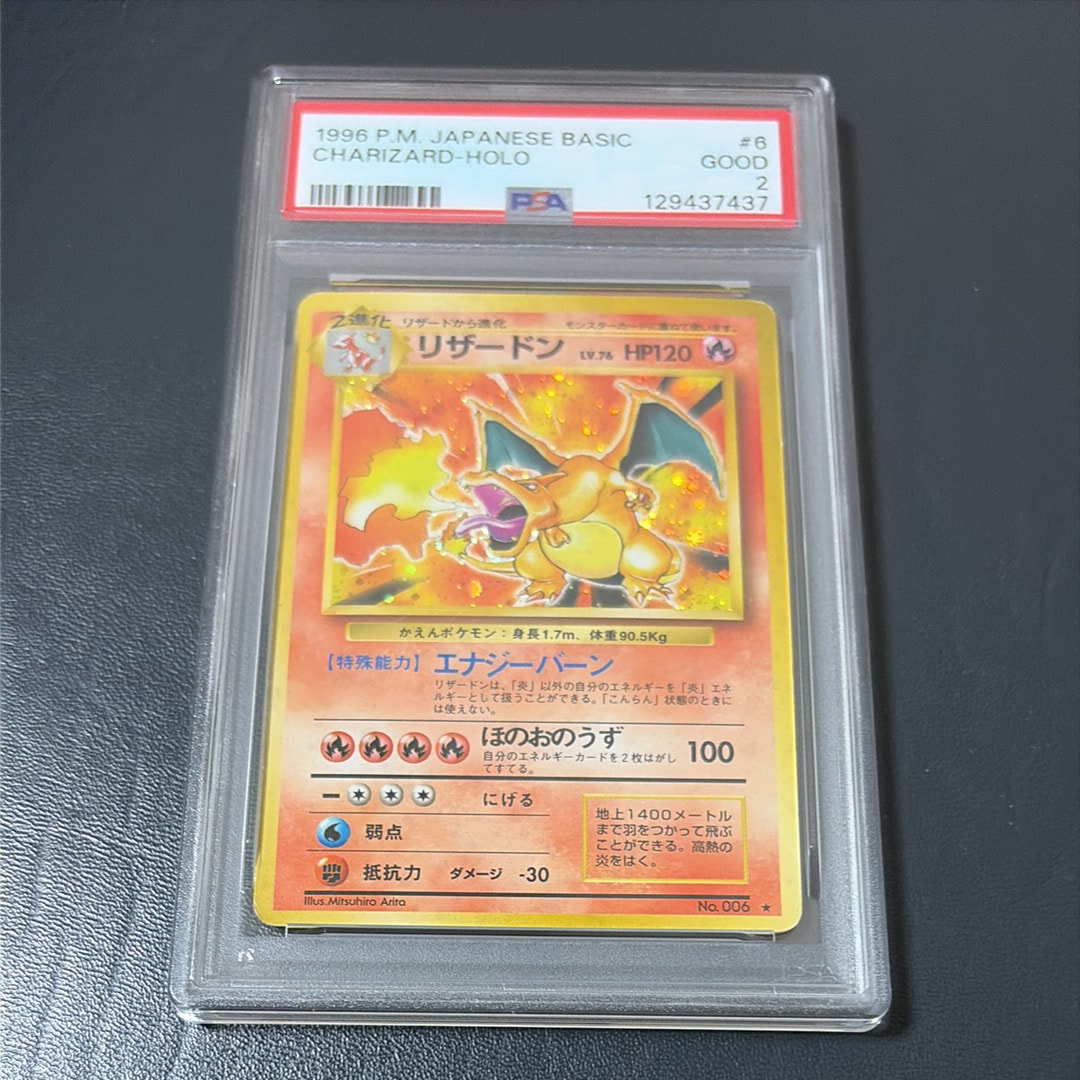 1996 P.M. JAPANESE BASIC #6
CHARIZARD-HOLO GOOD
2
PSA 129437437
2進化 リザードから進化 モンスターカードに重ねて使います。
リザードン LV.76 HP120
かえんポケモン：身長1.7m、体重90.5Kg
【特殊能力】エナジーバーン
リザードンは、「炎」以外の自分のエネルギーを「炎」エネ
ルギーとして扱うことができる。「こんらん」状態のときに
は使えない。
ほのおのうず 100
自分のエネルギーカードを2枚はがし
てすてる。
にげる
弱点
抵抗力 ダメージ -30
地上1400メートル
まで羽をつかって飛ぶ
ことができる。高熱の
炎をはく。
Illus.Mitsuhiro Arita No. 006 ★